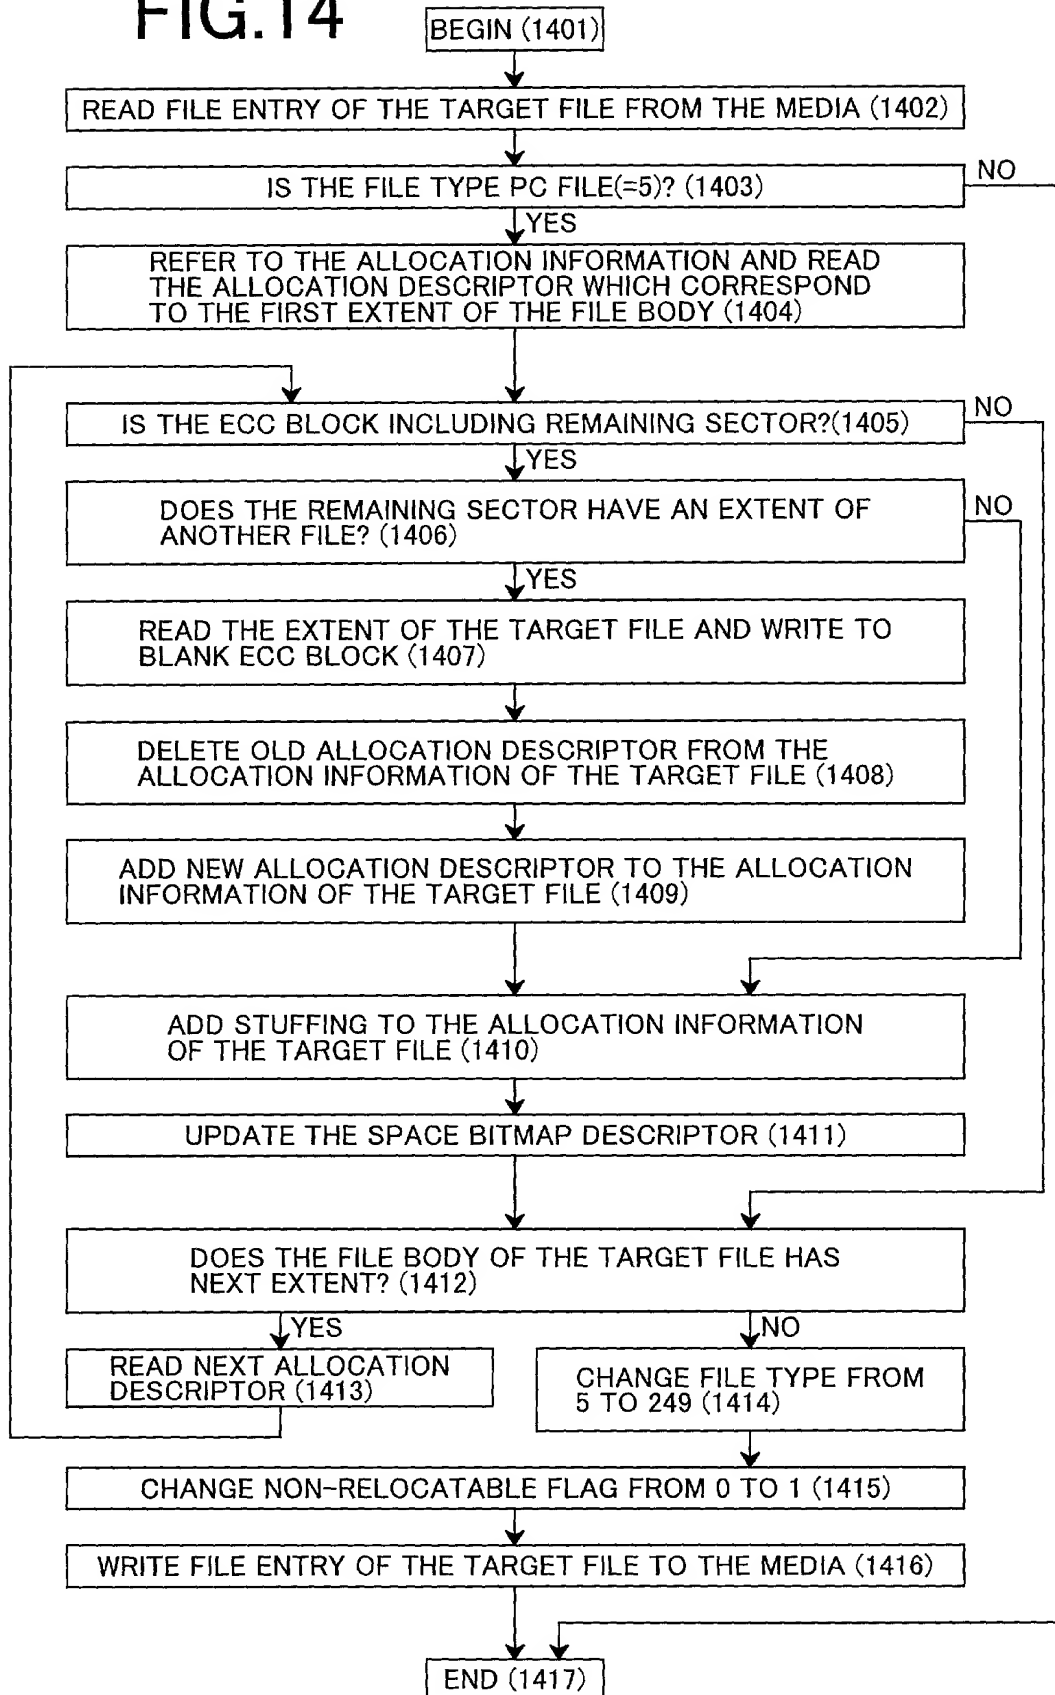 FIG.14
BEGIN (1401)
READ FILE ENTRY OF THE TARGET FILE FROM THE MEDIA (1402)
IS THE FILE TYPE PC FILE(=5)? (1403)
NO
YES
REFER TO THE ALLOCATION INFORMATION AND READ
THE ALLOCATION DESCRIPTOR WHICH CORRESPOND
TO THE FIRST EXTENT OF THE FILE BODY (1404)
IS THE ECC BLOCK INCLUDING REMAINING SECTOR?(1405)
NO
YES
DOES THE REMAINING SECTOR HAVE AN EXTENT OF
ANOTHER FILE? (1406)
NO
YES
READ THE EXTENT OF THE TARGET FILE AND WRITE TO
BLANK ECC BLOCK (1407)
DELETE OLD ALLOCATION DESCRIPTOR FROM THE
ALLOCATION INFORMATION OF THE TARGET FILE (1408)
ADD NEW ALLOCATION DESCRIPTOR TO THE ALLOCATION
INFORMATION OF THE TARGET FILE (1409)
ADD STUFFING TO THE ALLOCATION INFORMATION
OF THE TARGET FILE (1410)
UPDATE THE SPACE BITMAP DESCRIPTOR (1411)
DOES THE FILE BODY OF THE TARGET FILE HAS
NEXT EXTENT? (1412)
YES
NO
READ NEXT ALLOCATION
DESCRIPTOR (1413)
CHANGE FILE TYPE FROM
5 TO 249 (1414)
CHANGE NON-RELOCATABLE FLAG FROM 0 TO 1 (1415)
WRITE FILE ENTRY OF THE TARGET FILE TO THE MEDIA (1416)
END (1417)